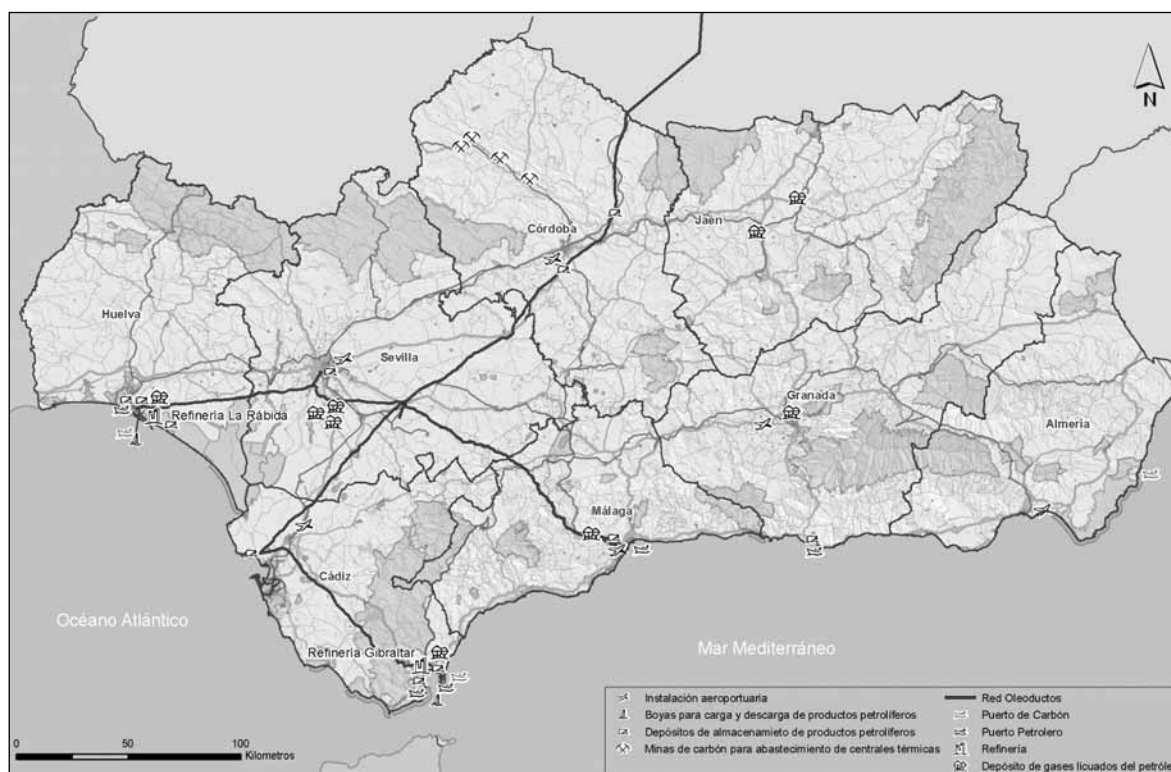 N
Córdoba
Jaén
Huelva
Sevilla
Granada
Refinería La Rábida
Almería
Málaga
Cádiz
Océano Atlántico
Refinería Gibraltar
Mar Mediterráneo
Instalación aeroportuaria
Boyas para carga y descarga de productos petrolíferos
Depósitos de almacenamieto de productos petrolíferos
Minas de carbón para abastecimiento de centrales térmicas
Red Oleoductos
Puerto de Carbón
Puerto Petrolero
Refinería
Depósito de gases licuados del petróle
0 50 100
Kilometros